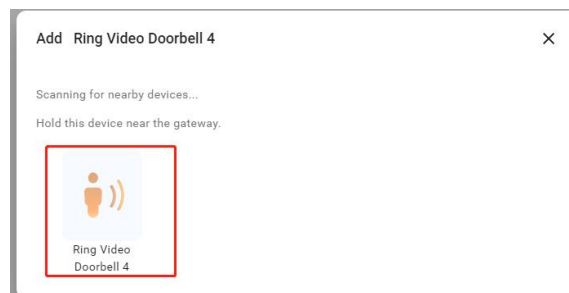 Add Ring Video Doorbell 4
Scanning for nearby devices...
Hold this device near the gateway.
Ring Video
Doorbell 4